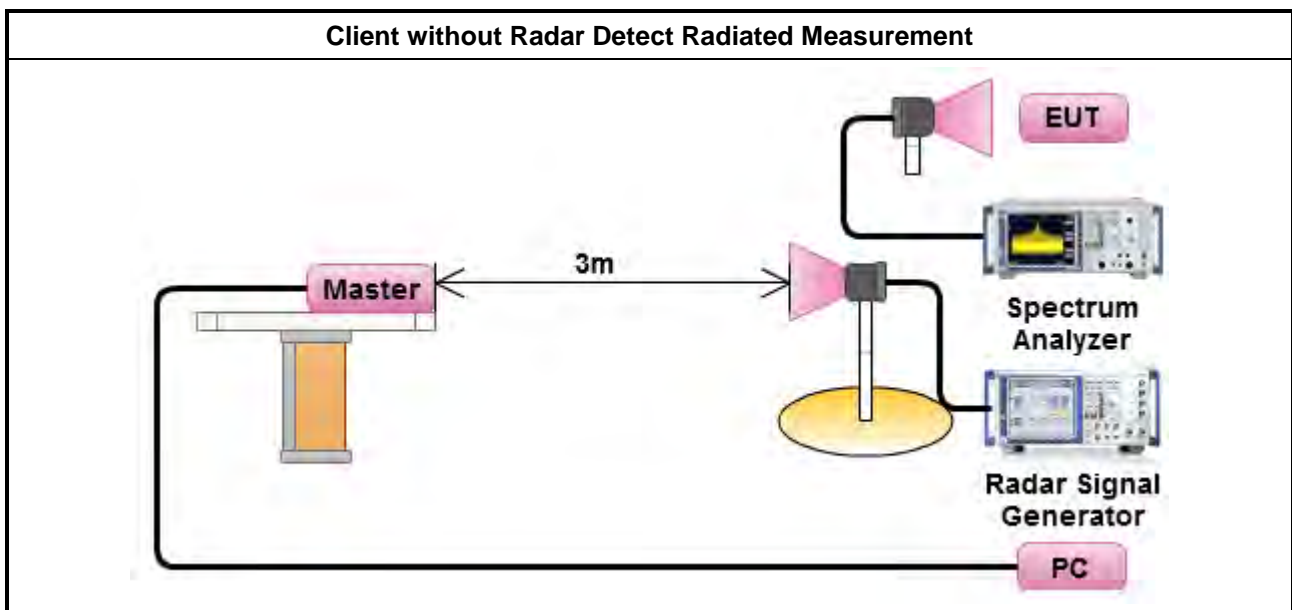 Client without Radar Detect Radiated Measurement
EUT
3m
Master
Spectrum
Analyzer
Radar Signal
Generator
PC